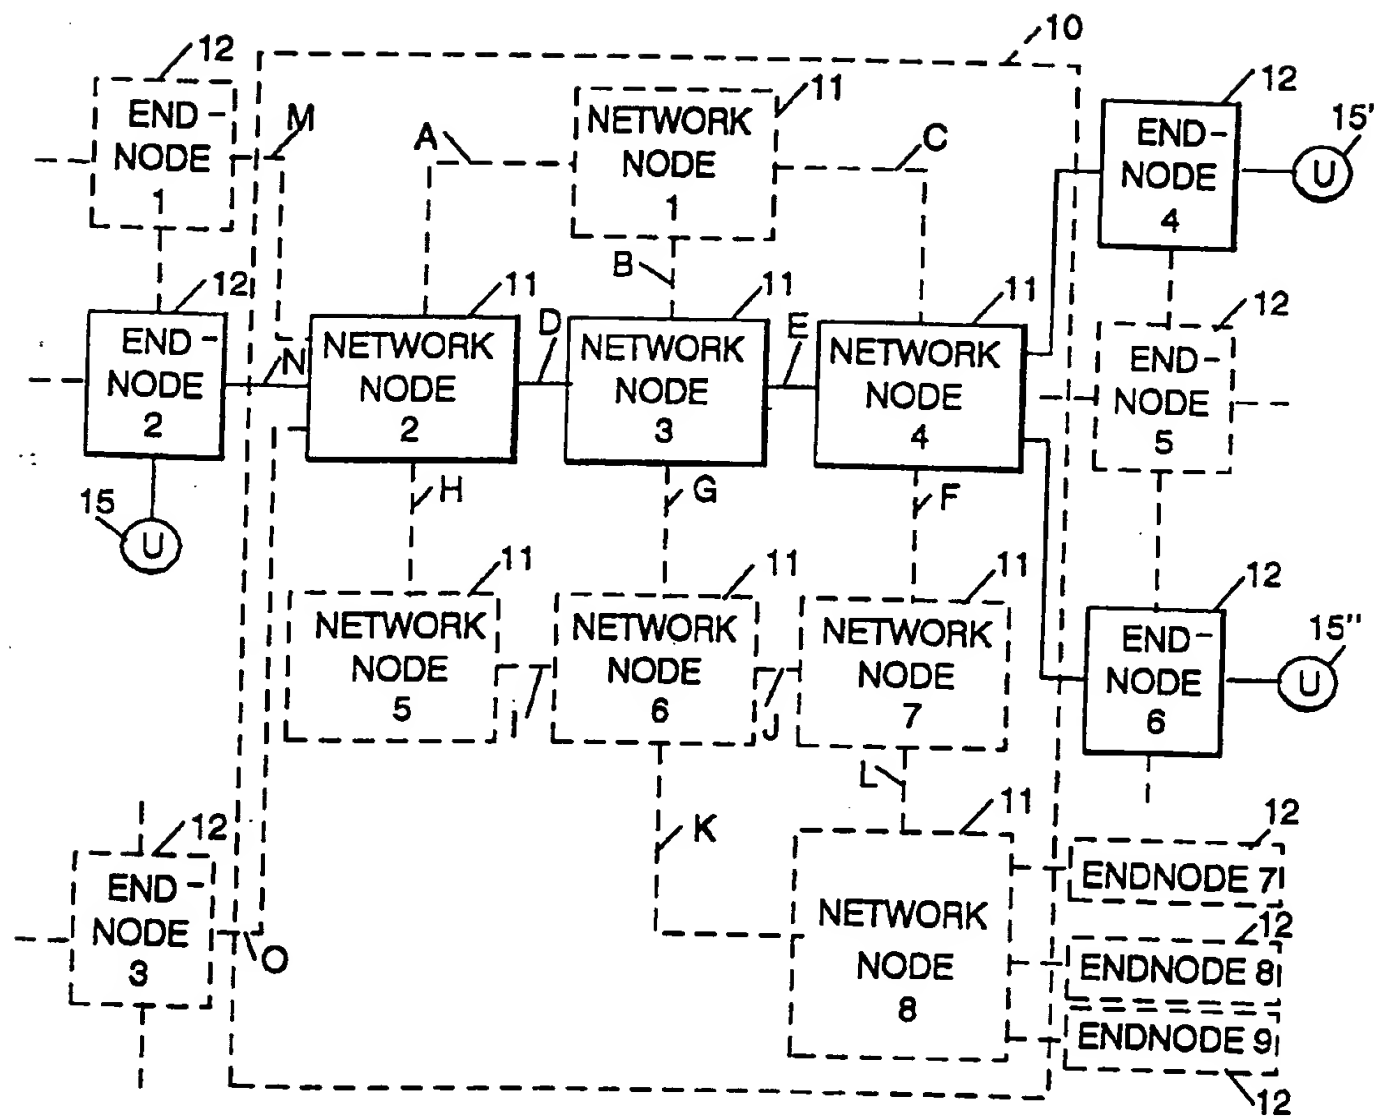 10
12
END-
NODE
1
M
A
NETWORK
NODE
1
11
C
12
END-
NODE
4
15'
U
B
12
END-
NODE
2
N
11
NETWORK
NODE
2
D
11
NETWORK
NODE
3
E
11
NETWORK
NODE
4
12
END-
NODE
5
15
U
H
G
F
11
NETWORK
NODE
5
I
11
NETWORK
NODE
6
J
11
NETWORK
NODE
7
12
END-
NODE
6
15"
U
L
K
12
END-
NODE
3
O
11
NETWORK
NODE
8
12
ENDNODE 7
12
ENDNODE 8
ENDNODE 9
12